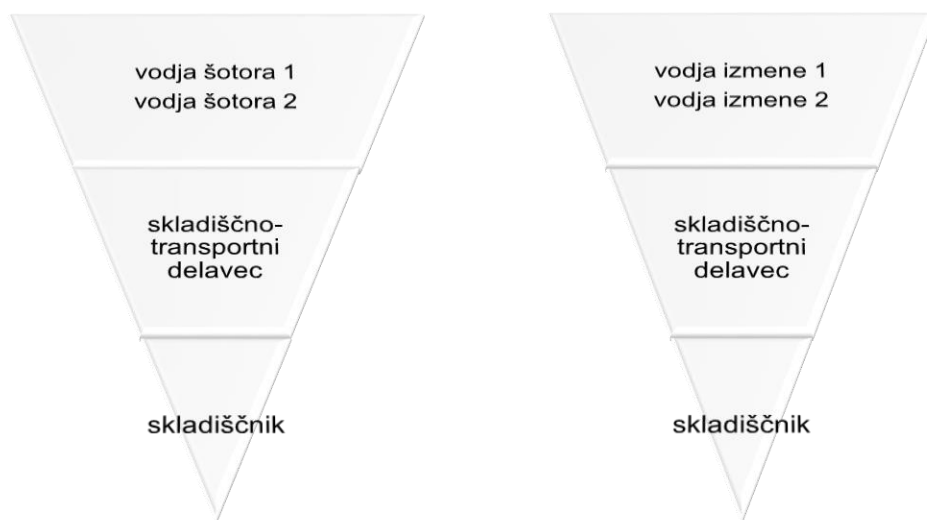 vodja šotora 1
vodja šotora 2
skladiščno-
transportni
delavec
skladiščnik
vodja izmene 1
vodja izmene 2
skladiščno-
transportni
delavec
skladiščnik